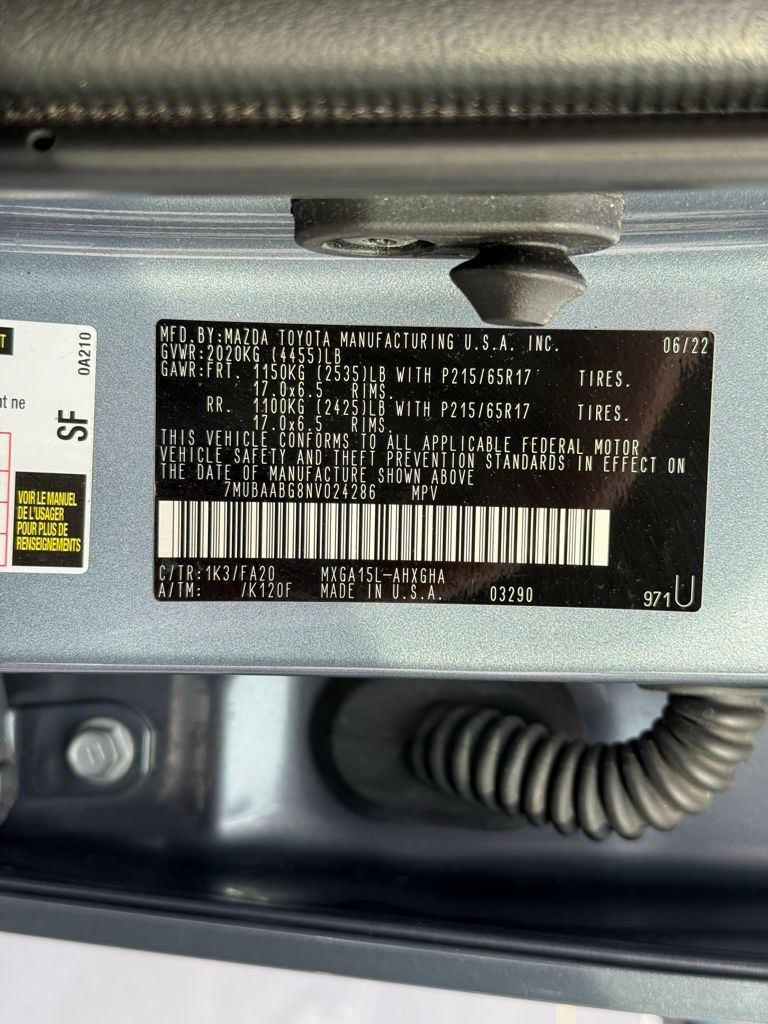 MFD.BY:MAZDA TOYOTA MANUFACTURING U.S.A. INC. 06/22
GVWR:2020KG (4455)LB
GAWR:FRT. 1150KG (2535)LB WITH P215/65R17 TIRES.
17.0x6.5 RIMS.
RR. 1100KG (2425)LB WITH P215/65R17 TIRES.
17.0x6.5 RIMS.
THIS VEHICLE CONFORMS TO ALL APPLICABLE FEDERAL MOTOR
VEHICLE SAFETY AND THEFT PREVENTION STANDARDS IN EFFECT ON
THE DATE OF MANUFACTURE SHOWN ABOVE
7MUBAABG8NV024286 MPV
C/TR:1K3/FA20 MXGA15L-AHXGHA
A/TM: /K120F MADE IN U.S.A. 03290 971U
0A210
ne
SF
VOIR LE MANUEL
DE L'USAGER
POUR PLUS DE
RENSEIGNEMENTS